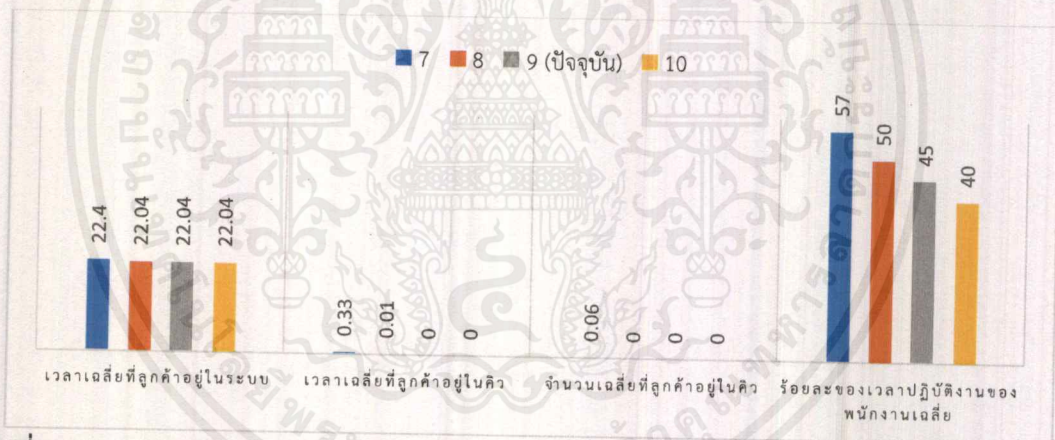 7 8 9 (ปัจจุบัน) 10
22.4 22.04 22.04 22.04
0.33 0.01 0 0
0.06 0 0 0
57 50 45 40
เวลาเฉลี่ยที่ลูกค้าอยู่ในระบบ
เวลาเฉลี่ยที่ลูกค้าอยู่ในคิว
จำนวนเฉลี่ยที่ลูกค้าอยู่ในคิว
ร้อยละของเวลาปฏิบัติงานของ
พนักงานเฉลี่ย